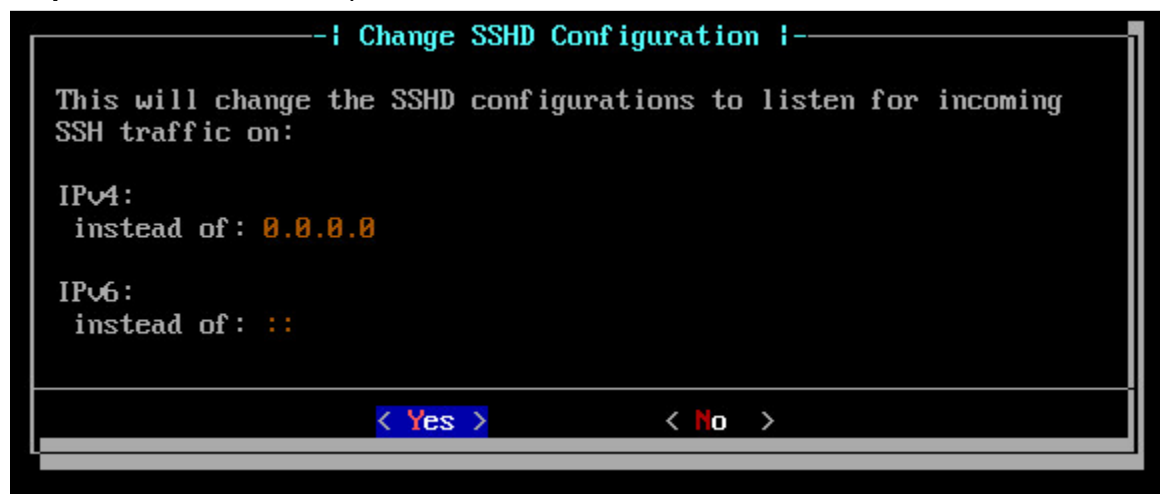 -| Change SSHD Configuration |-
This will change the SSHD configurations to listen for incoming
SSH traffic on:
IPv4:
instead of: 0.0.0.0
IPv6:
instead of: ::
< Yes > < No >